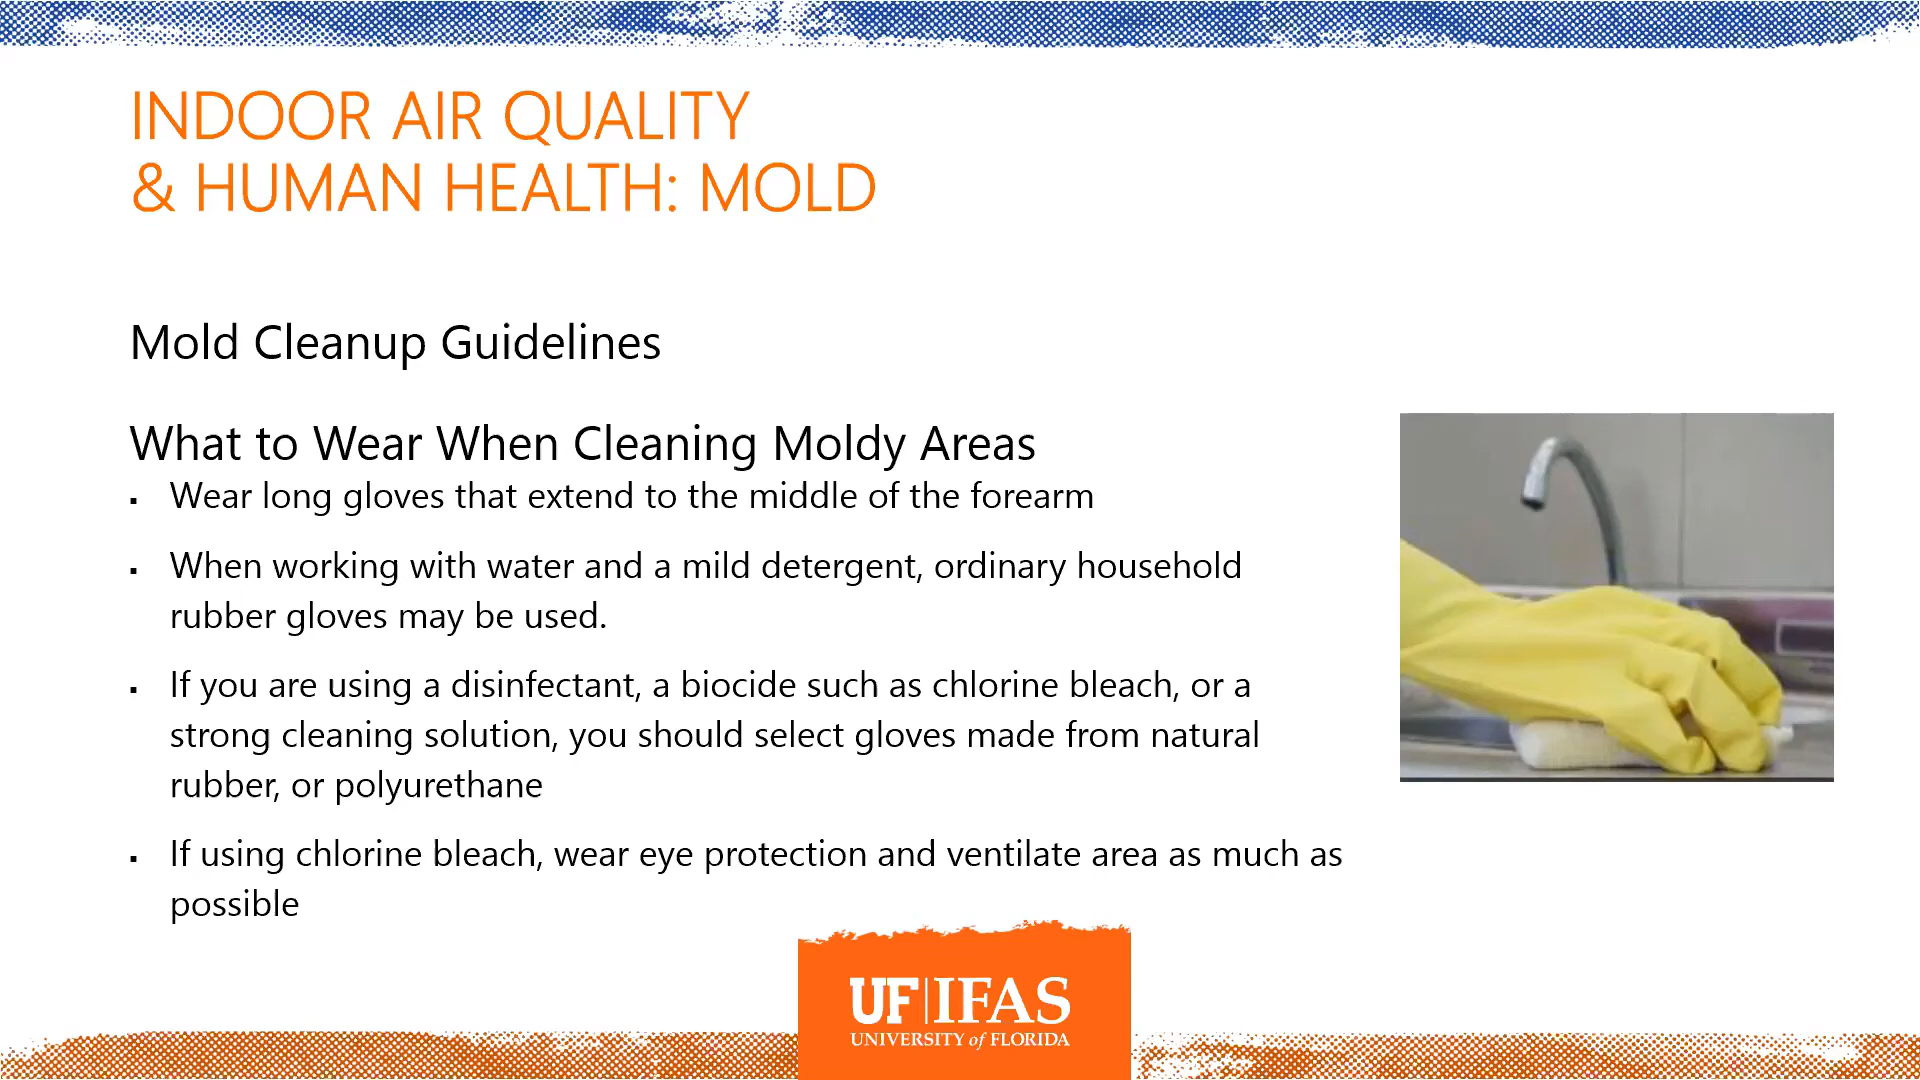 INDOOR AIR QUALITY
& HUMAN HEALTH: MOLD
Mold Cleanup Guidelines
What to Wear When Cleaning Moldy Areas
▪ Wear long gloves that extend to the middle of the forearm
▪ When working with water and a mild detergent, ordinary household
rubber gloves may be used.
▪ If you are using a disinfectant, a biocide such as chlorine bleach, or a
strong cleaning solution, you should select gloves made from natural
rubber, or polyurethane
▪ If using chlorine bleach, wear eye protection and ventilate area as much as
possible
UF|IFAS
UNIVERSITY of FLORIDA